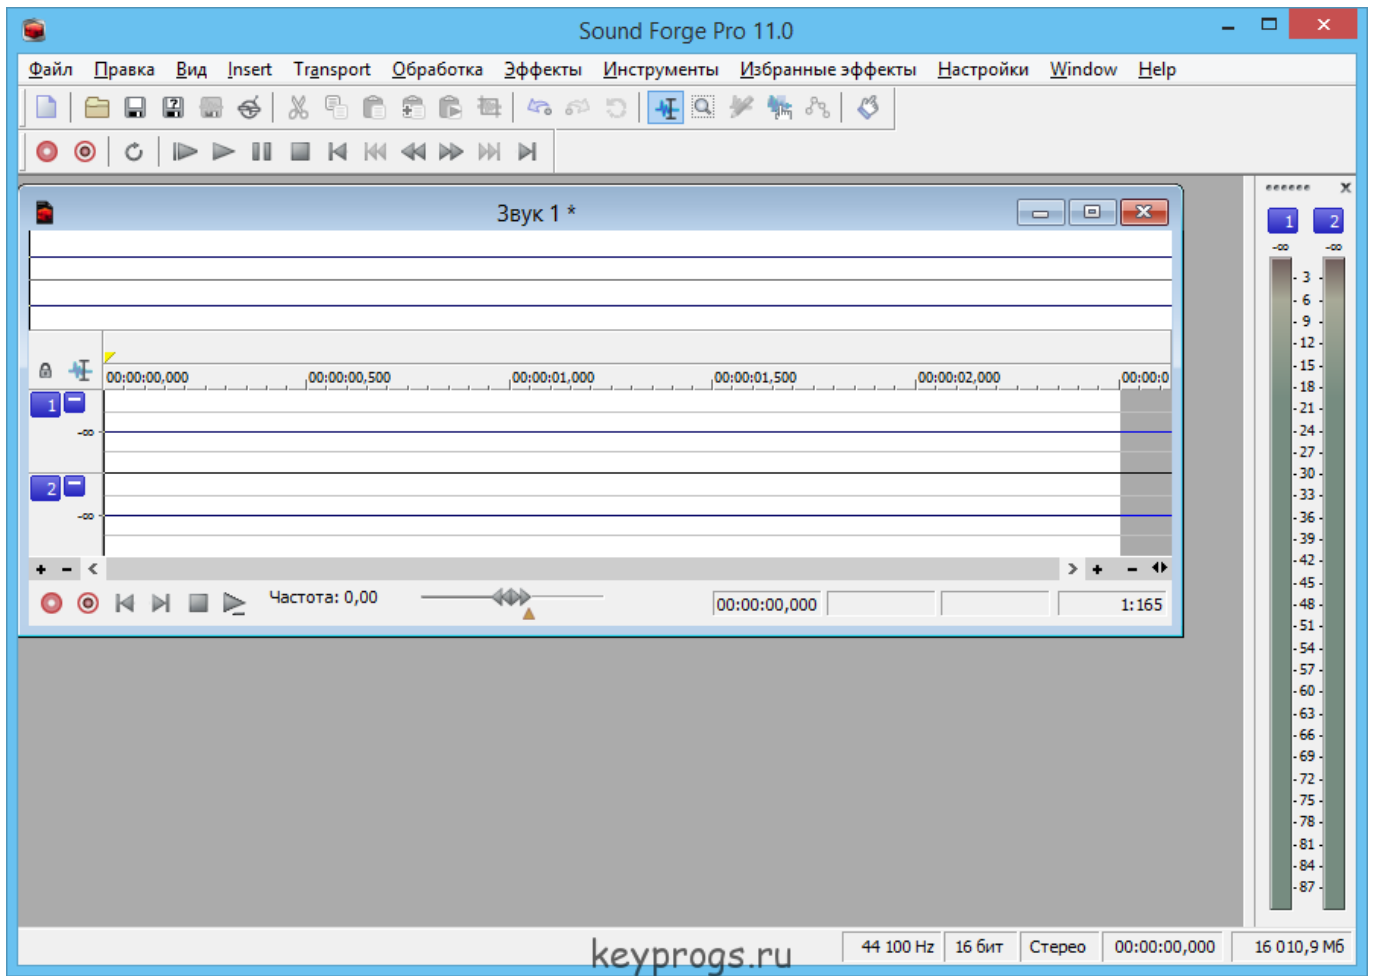 Sound Forge Pro 11.0
Файл Правка Вид Insert Transport Обработка Эффекты Инструменты Избранные эффекты Настройки Window Help
Звук 1 *
1 2
-∞ -∞
00:00:00,000 00:00:00,500 00:00:01,000 00:00:01,500 00:00:02,000 00:00:0
1
-∞
2
-∞
Частота: 0,00
00:00:00,000
1:165
- 3 -
- 6 -
- 9 -
- 12 -
- 15 -
- 18 -
- 21 -
- 24 -
- 27 -
- 30 -
- 33 -
- 36 -
- 39 -
- 42 -
- 45 -
- 48 -
- 51 -
- 54 -
- 57 -
- 60 -
- 63 -
- 66 -
- 69 -
- 72 -
- 75 -
- 78 -
- 81 -
- 84 -
- 87 -
keyprogs.ru
44 100 Hz 16 бит Стерео 00:00:00,000 16 010,9 Мб